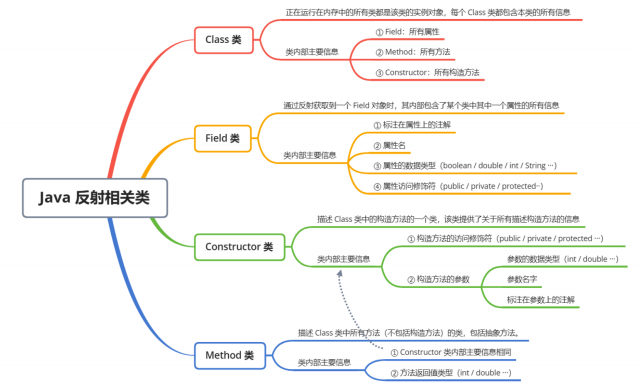 Java 反射相关类
Class 类
正在运行在内存中的所有类都是该类的实例对象，每个 Class 类都包含本类的所有信息
类内部主要信息
① Field：所有属性
② Method：所有方法
③ Constructor：所有构造方法
Field 类
通过反射获取到一个 Field 对象时，其内部包含了某个类中其中一个属性的所有信息
类内部主要信息
① 标注在属性上的注解
② 属性名
③ 属性的数据类型（boolean / double / int / String ···）
④ 属性访问修饰符（public / private / protected··）
Constructor 类
描述 Class 类中的构造方法的一个类，该类提供了关于所有描述构造方法的信息
类内部主要信息
① 构造方法的访问修饰符（public / private / protected ···）
② 构造方法的参数
参数的数据类型（int / double ···）
参数名字
标注在参数上的注解
Method 类
描述 Class 类中所有方法（不包括构造方法）的类，包括抽象方法。
类内部主要信息
① Constructor 类内部主要信息相同
② 方法返回值类型（int / double ···）